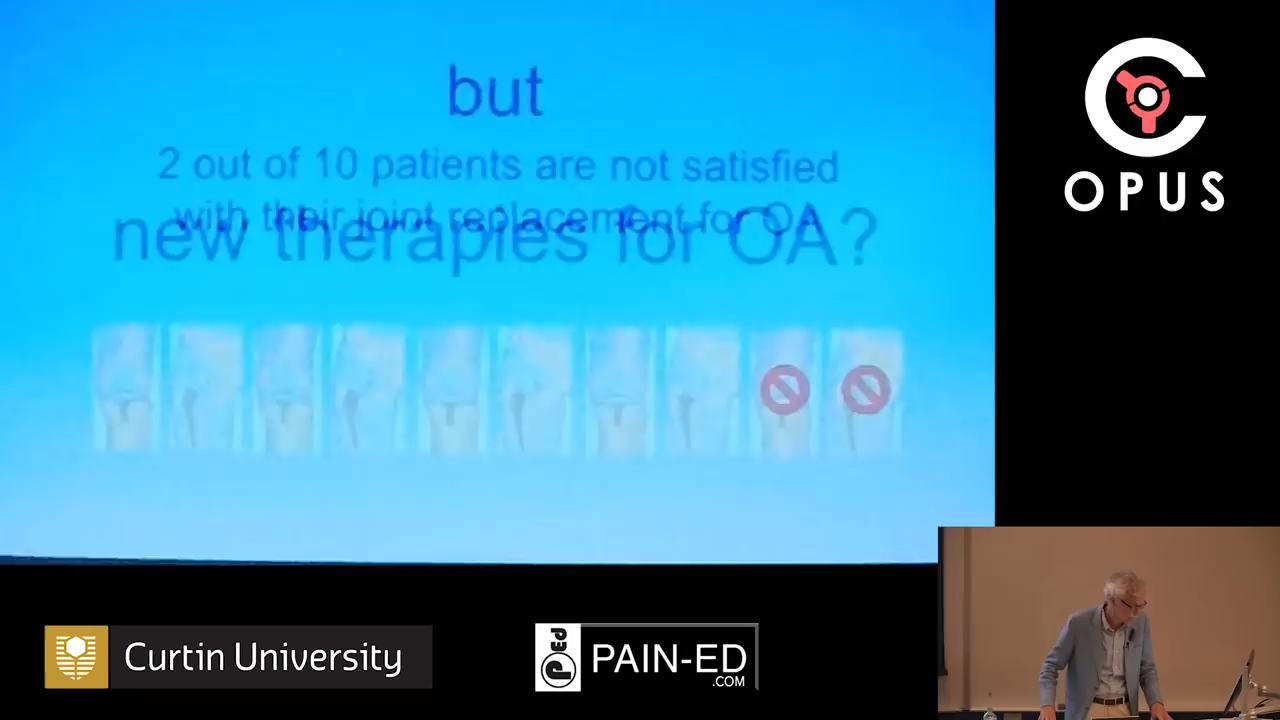 but
2 out of 10 patients are not satisfied
with their joint replacement for OA
new therapies for OA?
OPUS
Curtin University
PAIN-ED
.COM
PED